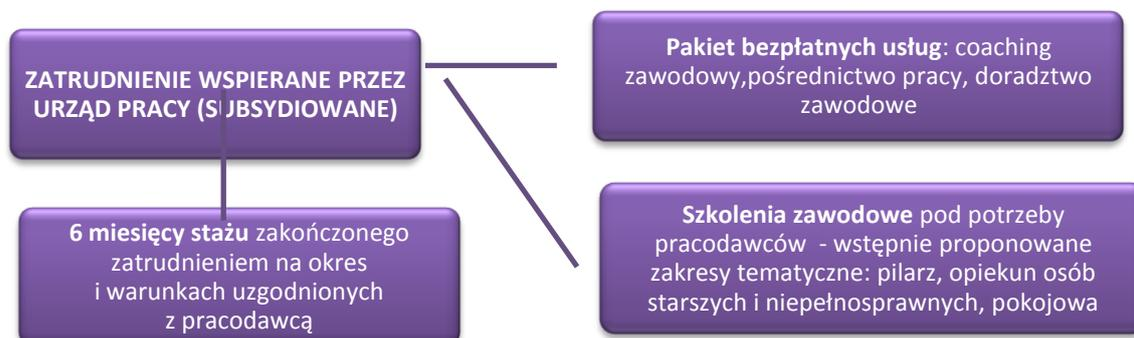 ZATRUDNIENIE WSPIERANE PRZEZ
URZĄD PRACY (SUBSYDIOWANE)
Pakiet bezpłatnych usług: coaching
zawodowy,pośrednictwo pracy, doradztwo
zawodowe
6 miesięcy stażu zakończonego
zatrudnieniem na okres
i warunkach uzgodnionych
z pracodawcą
Szkolenia zawodowe pod potrzeby
pracodawców - wstępnie proponowane
zakresy tematyczne: pilarz, opiekun osób
starszych i niepełnosprawnych, pokojowa